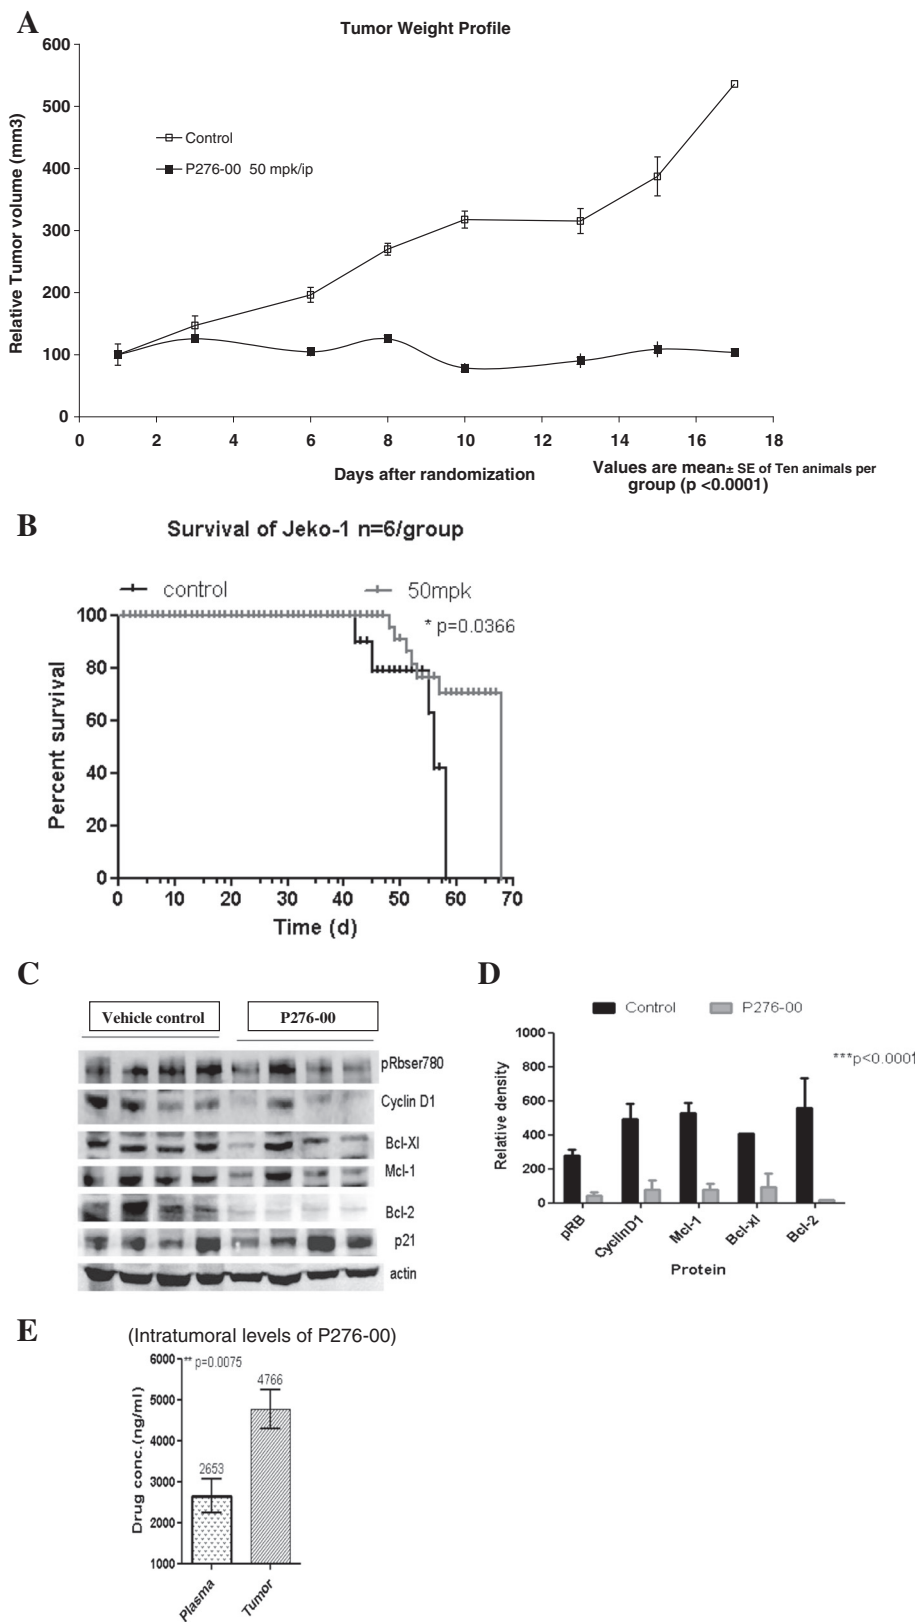 A
Tumor Weight Profile
600
500
400
300
200
100
0
Relative Tumor volume (mm3)
Control
P276-00 50 mpk/ip
0 2 4 6 8 10 12 14 16 18
Days after randomization
Values are mean± SE of Ten animals per
group (p <0.0001)
B
Survival of Jeko-1 n=6/group
control 50mpk
* p=0.0366
100
80
60
40
20
0
Percent survival
0 10 20 30 40 50 60 70
Time (d)
C
Vehicle control P276-00
pRbser780
Cyclin D1
Bcl-Xl
Mcl-1
Bcl-2
p21
actin
D
Control P276-00
***p<0.0001
1000
800
600
400
200
0
Relative density
pRB CyclinD1 Mcl-1 Bcl-xl Bcl-2
Protein
E
(Intratumoral levels of P276-00)
** p=0.0075
6000
5000
4000
3000
2000
1000
Drug conc.(ng/ml)
2653
4766
Plasma Tumor